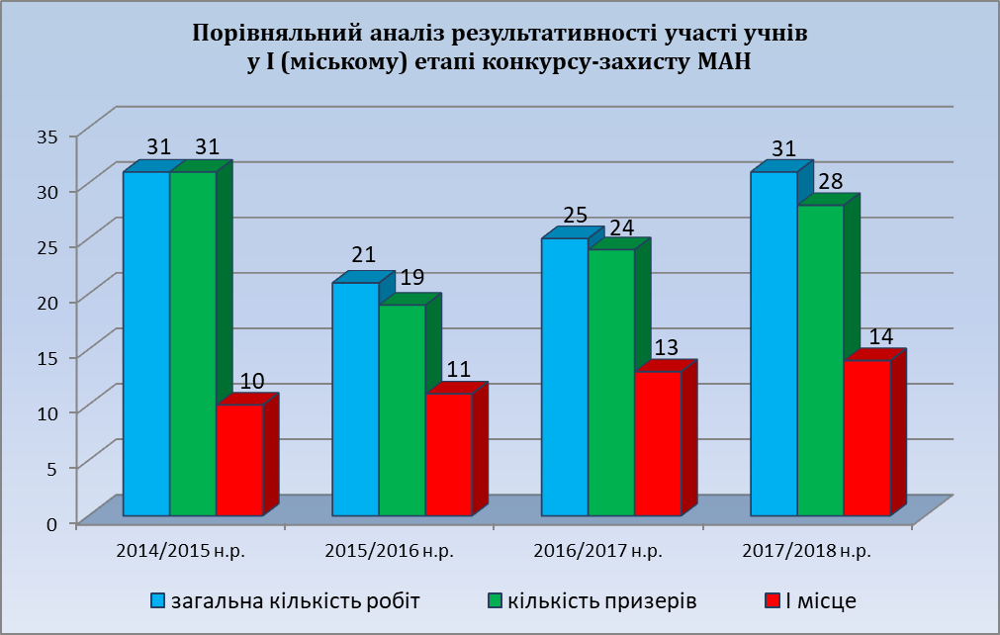 Порівняльний аналіз результативності участі учнів
у І (міському) етапі конкурсу-захисту МАН
35
30
25
20
15
10
5
0
31
31
10
21
19
11
25
24
13
31
28
14
2014/2015 н.р.
2015/2016 н.р.
2016/2017 н.р.
2017/2018 н.р.
загальна кількість робіт
кількість призерів
І місце